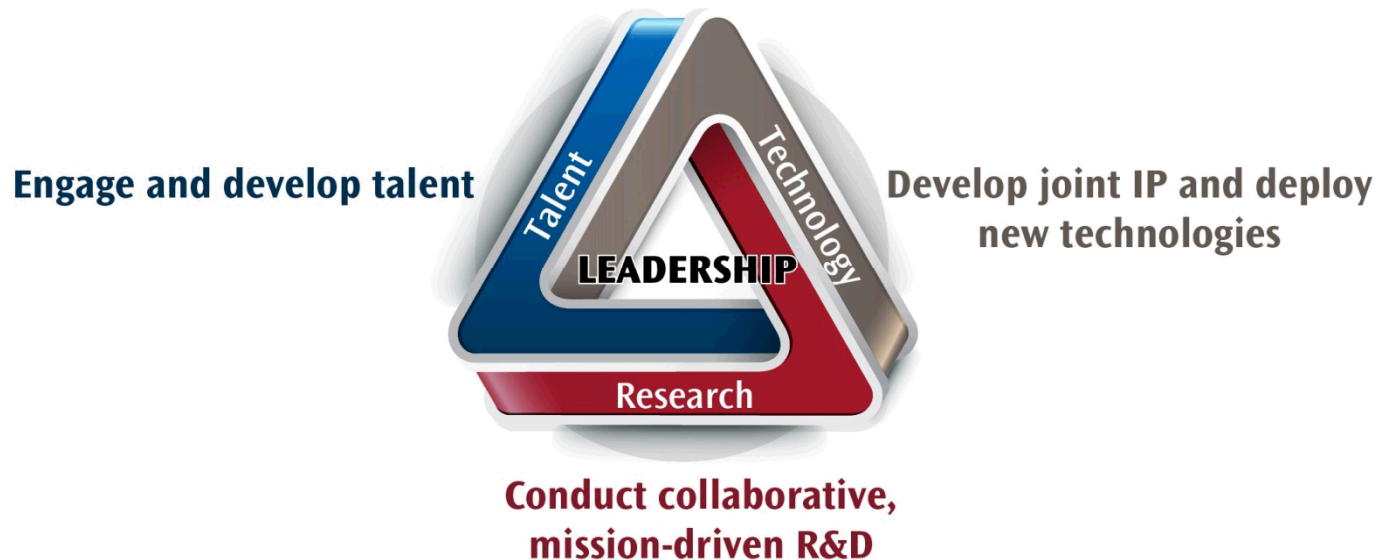 Engage and develop talent
Talent
Technology
Develop joint IP and deploy
new technologies
LEADERSHIP
Research
Conduct collaborative,
mission-driven R&D